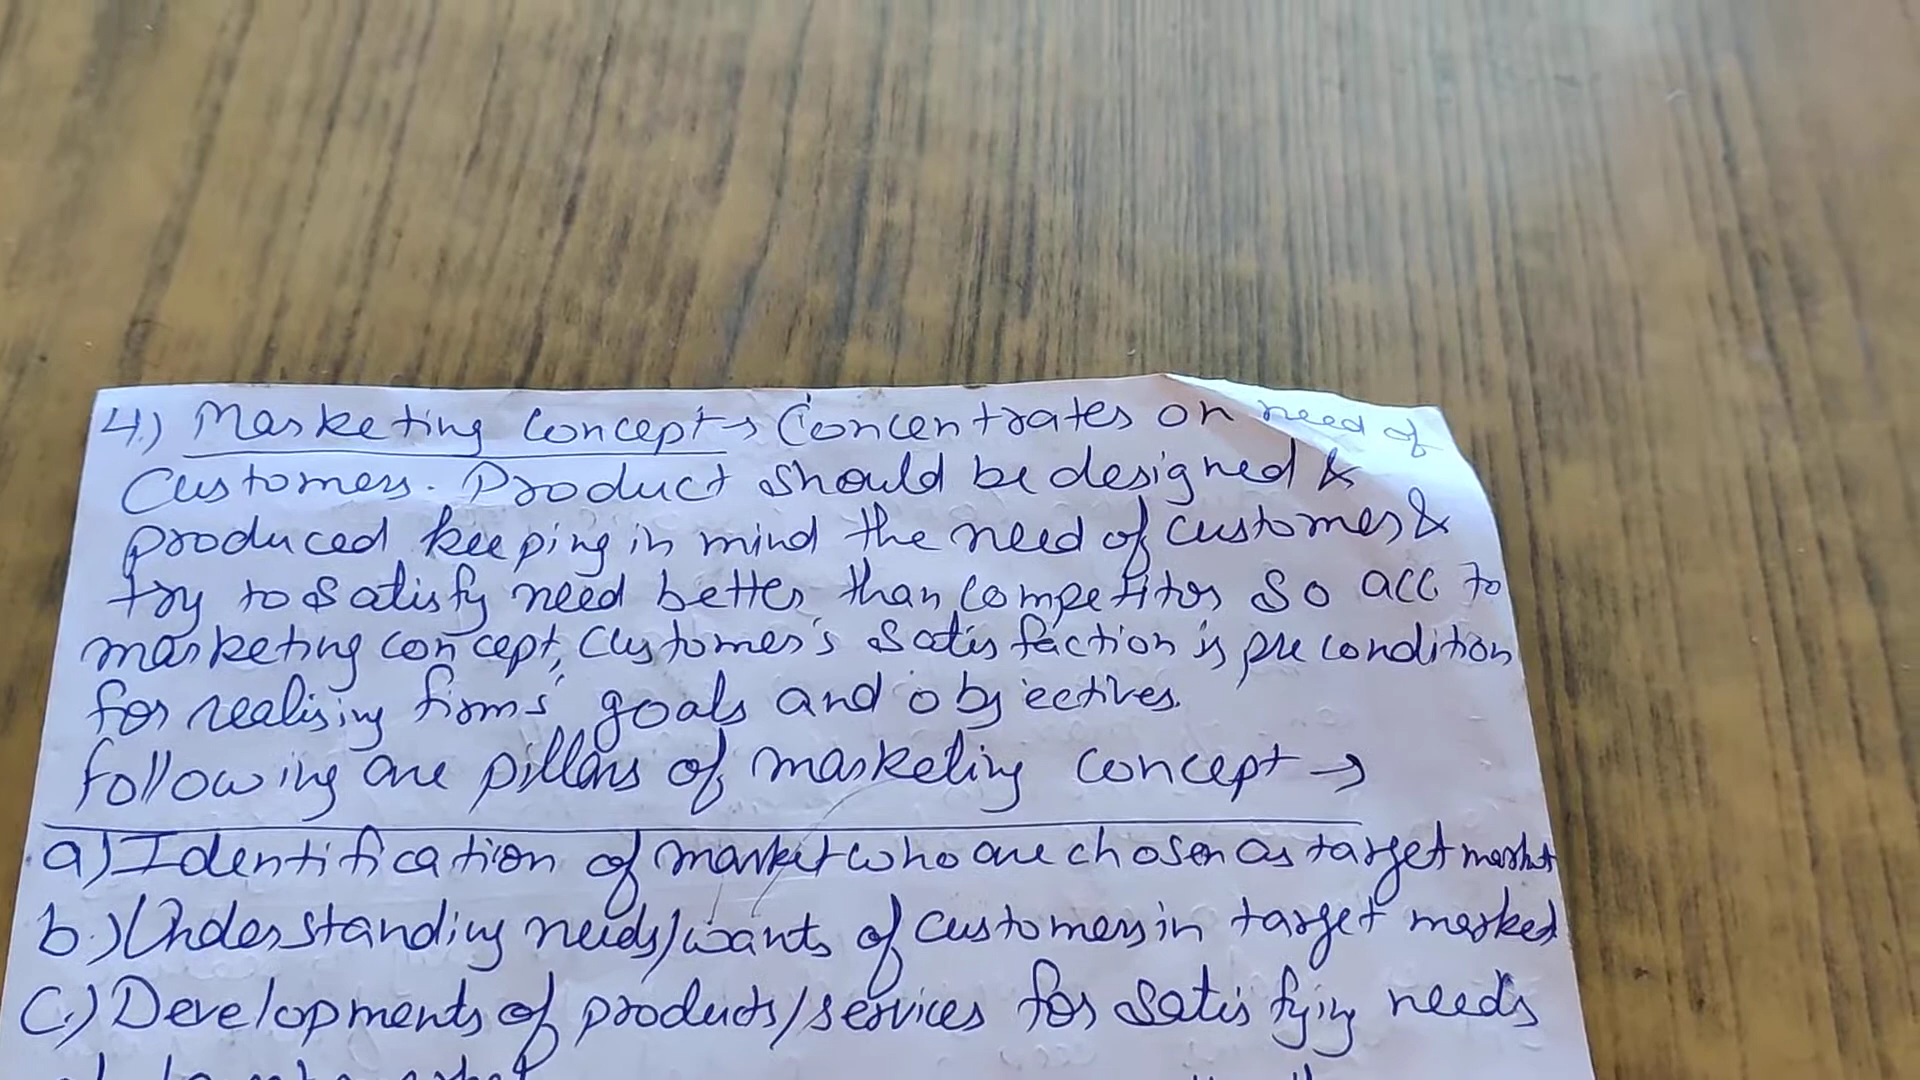 4.) Marketing Concept → Concentrates on need of
Customers. Product should be designed &
produced keeping in mind the need of customer &
try to satisfy need better than competitor so acc to
marketing concept, customer's satisfaction is pre condition
for realising firms' goals and objectives.
following are pillars of marketing concept →
a) Identification of market who are chosen as target market
b.) Understanding needs/wants of customers in target market
C.) Developments of products/services for satisfying needs